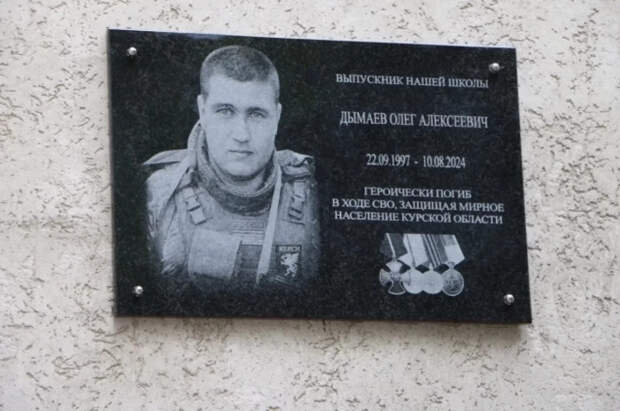 ВЫПУСКНИК НАШЕЙ ШКОЛЫ
ДЫМАЕВ ОЛЕГ АЛЕКСЕЕВИЧ
22.09.1997 - 10.08.2024
ГЕРОИЧЕСКИ ПОГИБ
В ХОДЕ СВО, ЗАЩИЩАЯ МИРНОЕ
НАСЕЛЕНИЕ КУРСКОЙ ОБЛАСТИ